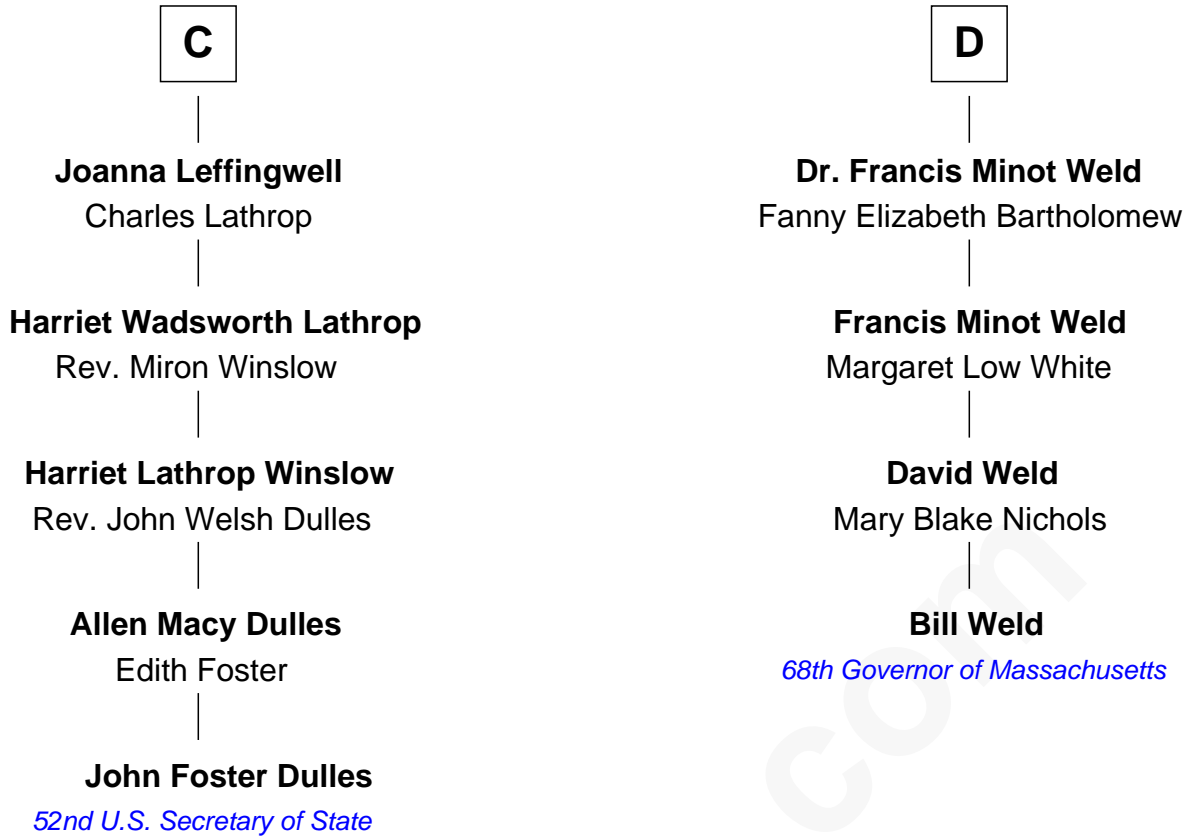 C
Joanna Leffingwell
Charles Lathrop
Harriet Wadsworth Lathrop
Rev. Miron Winslow
Harriet Lathrop Winslow
Rev. John Welsh Dulles
Allen Macy Dulles
Edith Foster
John Foster Dulles
52nd U.S. Secretary of State
D
Dr. Francis Minot Weld
Fanny Elizabeth Bartholomew
Francis Minot Weld
Margaret Low White
David Weld
Mary Blake Nichols
Bill Weld
68th Governor of Massachusetts
com